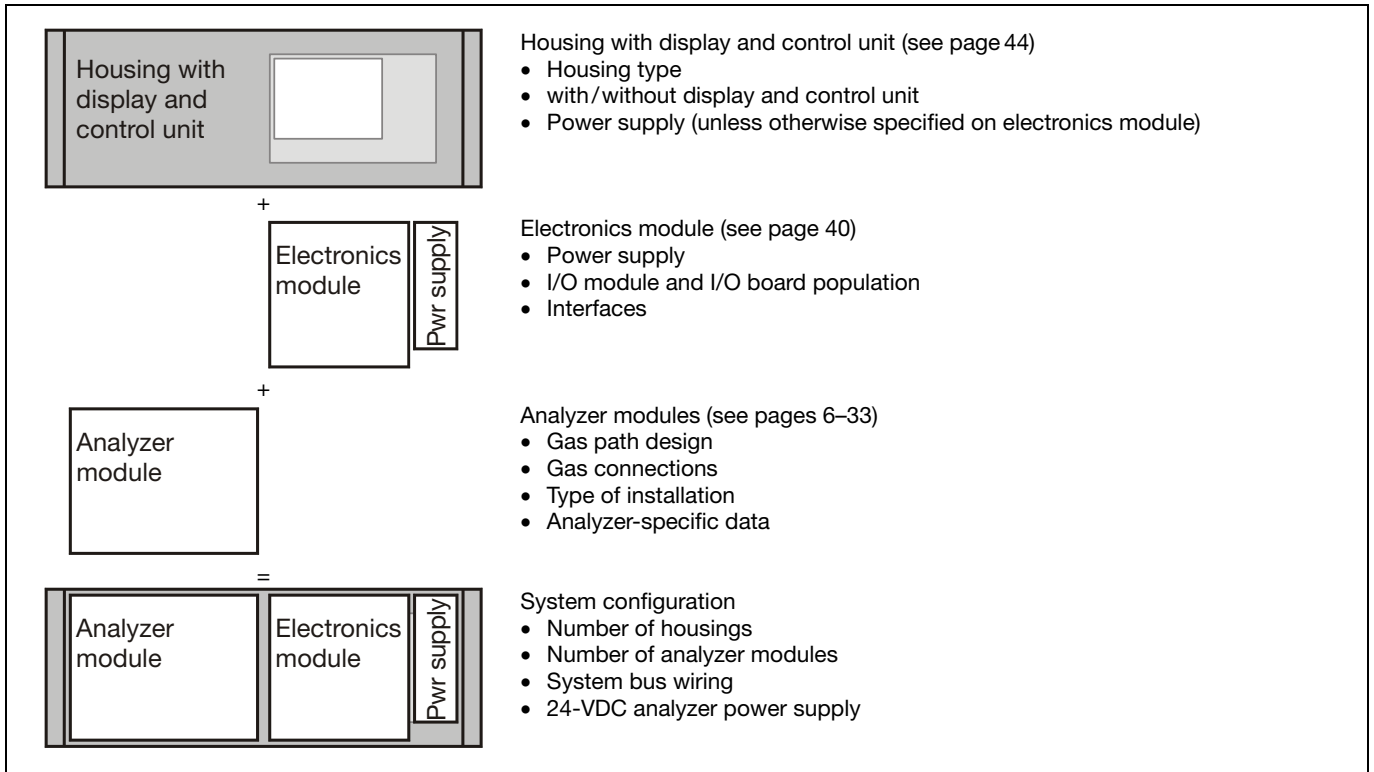 Housing with
display and
control unit
Housing with display and control unit (see page 44)
• Housing type
• with/without display and control unit
• Power supply (unless otherwise specified on electronics module)
+
Electronics
module
Pwr supply
Electronics module (see page 40)
• Power supply
• I/O module and I/O board population
• Interfaces
+
Analyzer
module
Analyzer modules (see pages 6–33)
• Gas path design
• Gas connections
• Type of installation
• Analyzer-specific data
=
Analyzer
module
Electronics
module
Pwr supply
System configuration
• Number of housings
• Number of analyzer modules
• System bus wiring
• 24-VDC analyzer power supply